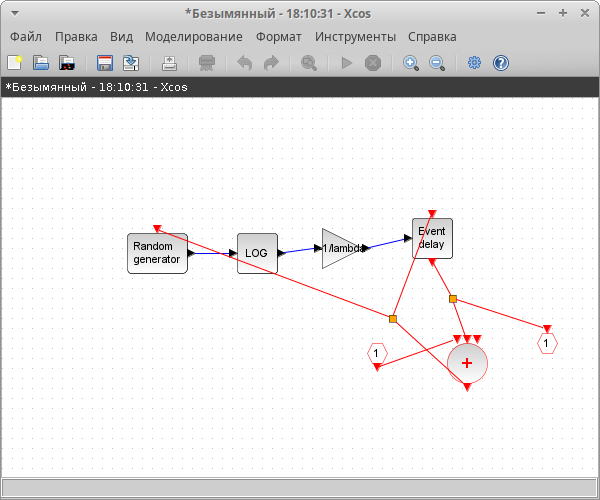 *Безымянный - 18:10:31 - Xcos
Файл Правка Вид Моделирование Формат Инструменты Справка
*Безымянный - 18:10:31 - Xcos
Random
generator
LOG
1/lambda
Event
delay
1
+
1